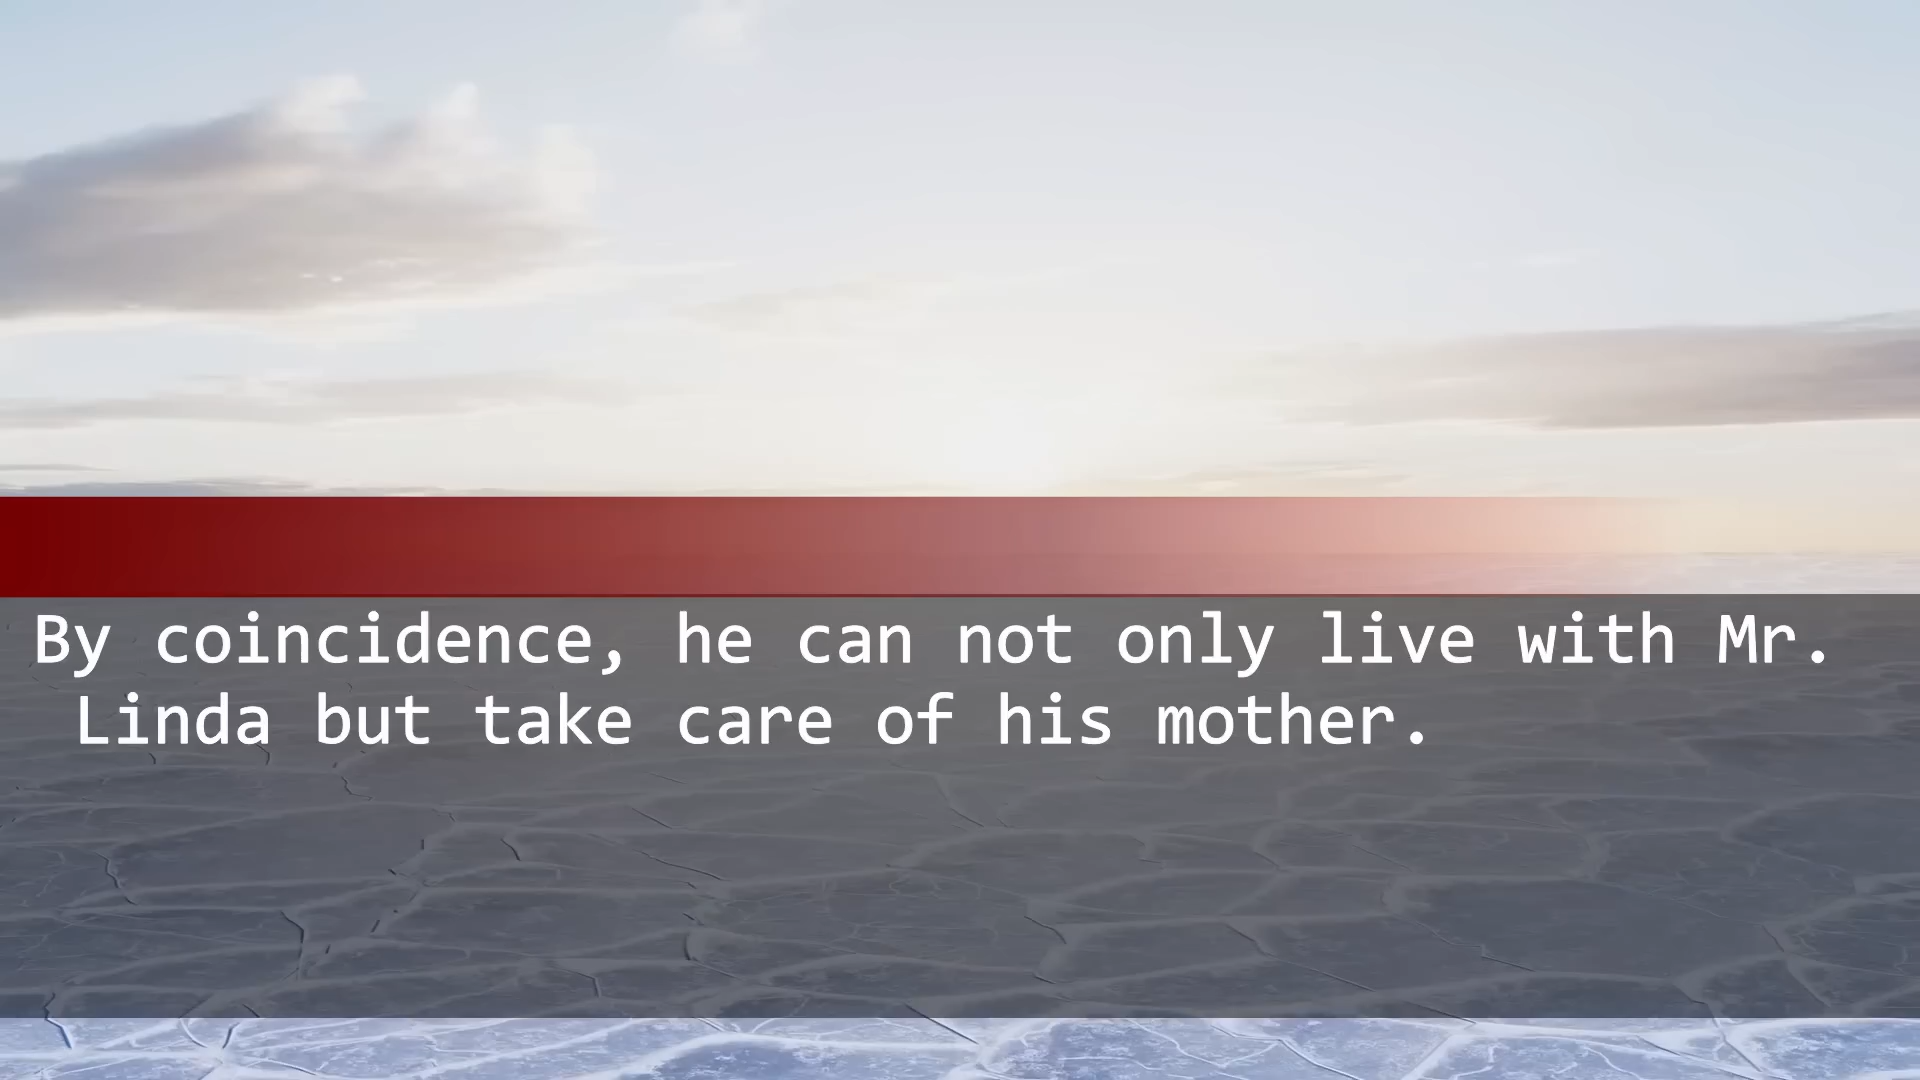 By coincidence, he can not only live with Mr.
Linda but take care of his mother.